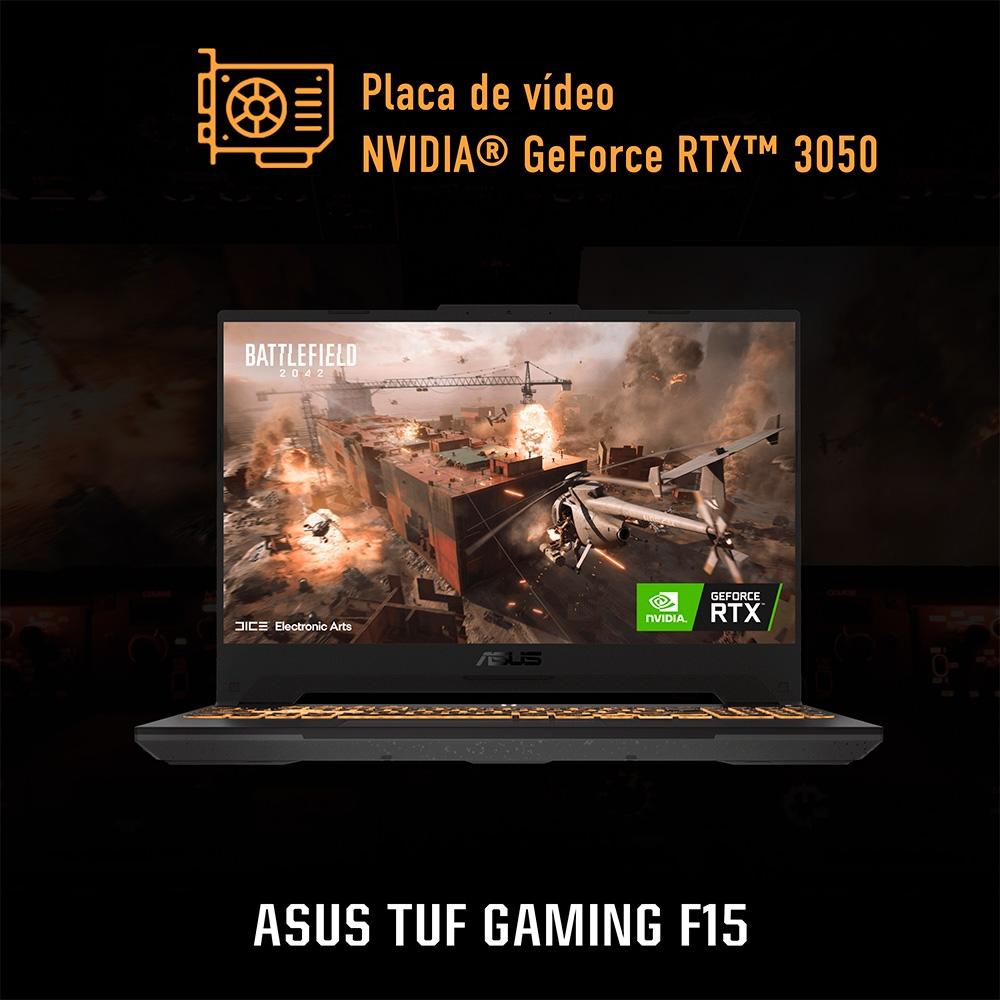 Placa de vídeo
NVIDIA® GeForce RTX™ 3050
BATTLEFIELD
2042
NVIDIA.
GEFORCE
RTX™
DICE Electronic Arts
ASUS
ASUS TUF GAMING F15